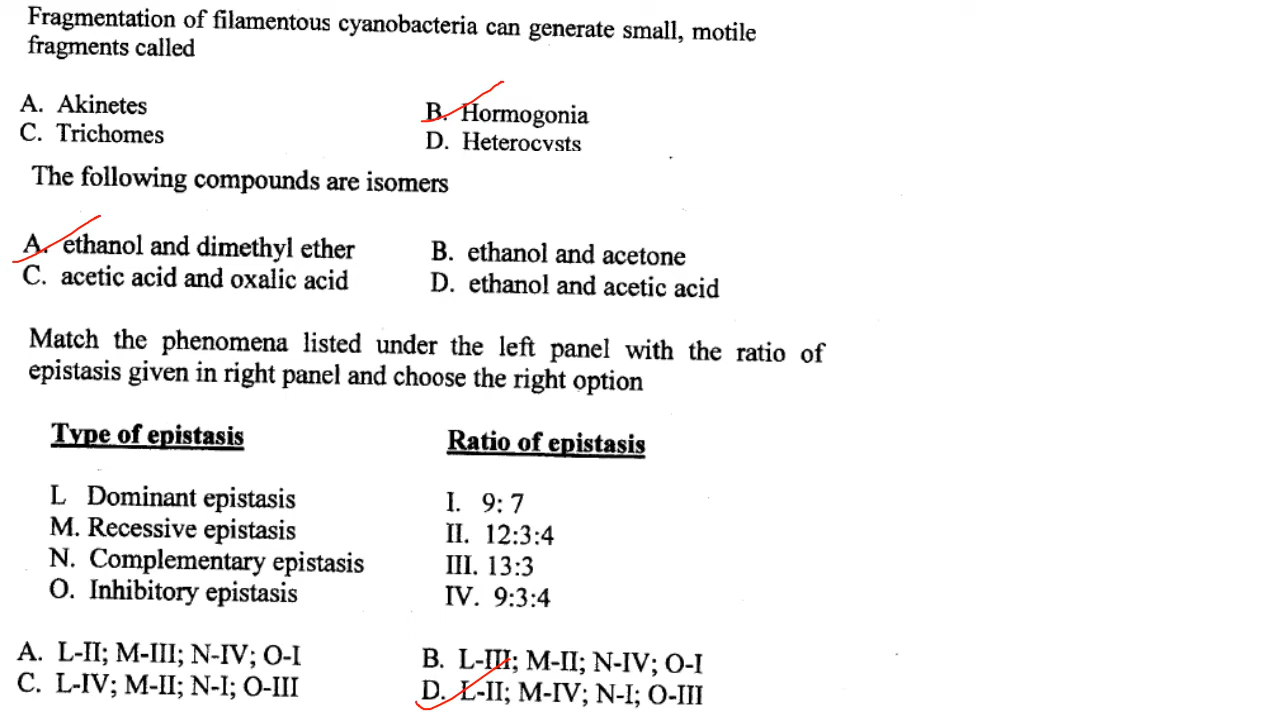 Fragmentation of filamentous cyanobacteria can generate small, motile
fragments called
A. Akinetes
B. Hormogonia
C. Trichomes
D. Heterocysts
The following compounds are isomers
A. ethanol and dimethyl ether
B. ethanol and acetone
C. acetic acid and oxalic acid
D. ethanol and acetic acid
Match the phenomena listed under the left panel with the ratio of
epistasis given in right panel and choose the right option
Type of epistasis
Ratio of epistasis
L Dominant epistasis
I. 9: 7
M. Recessive epistasis
II. 12:3:4
N. Complementary epistasis
III. 13:3
O. Inhibitory epistasis
IV. 9:3:4
A. L-II; M-III; N-IV; O-I
B. L-III; M-II; N-IV; O-I
C. L-IV; M-II; N-I; O-III
D. L-II; M-IV; N-I; O-III